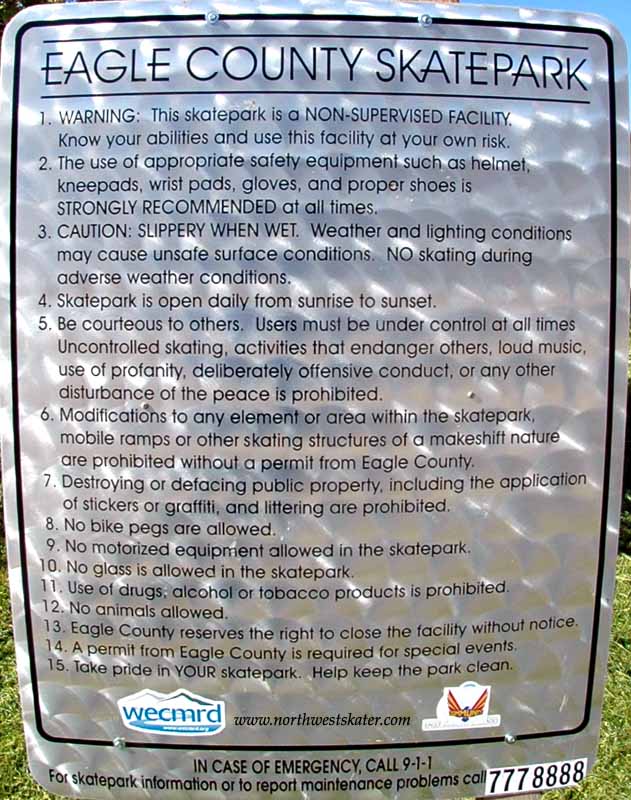 EAGLE COUNTY SKATEPARK
1. WARNING: This skatepark is a NON-SUPERVISED FACILITY.
Know your abilities and use this facility at your own risk.
2. The use of appropriate safety equipment such as helmet,
kneepads, wrist pads, gloves, and proper shoes is
STRONGLY RECOMMENDED at all times.
3. CAUTION: SLIPPERY WHEN WET. Weather and lighting conditions
may cause unsafe surface conditions. NO skating during
adverse weather conditions.
4. Skatepark is open daily from sunrise to sunset.
5. Be courteous to others. Users must be under control at all times
Uncontrolled skating, activities that endanger others, loud music,
use of profanity, deliberately offensive conduct, or any other
disturbance of the peace is prohibited.
6. Modifications to any element or area within the skatepark,
mobile ramps or other skating structures of a makeshift nature
are prohibited without a permit from Eagle County.
7. Destroying or defacing public property, including the application
of stickers or graffiti, and littering are prohibited.
8. No bike pegs are allowed.
9. No motorized equipment allowed in the skatepark.
10. No glass is allowed in the skatepark.
11. Use of drugs, alcohol or tobacco products is prohibited.
12. No animals allowed.
13. Eagle County reserves the right to close the facility without notice.
14. A permit from Eagle County is required for special events.
15. Take pride in YOUR skatepark. Help keep the park clean.
wecmrd
www.wecmrd.org
www.northwestskater.com
IN CASE OF EMERGENCY, CALL 9-1-1
For skatepark information or to report maintenance problems call 7778888